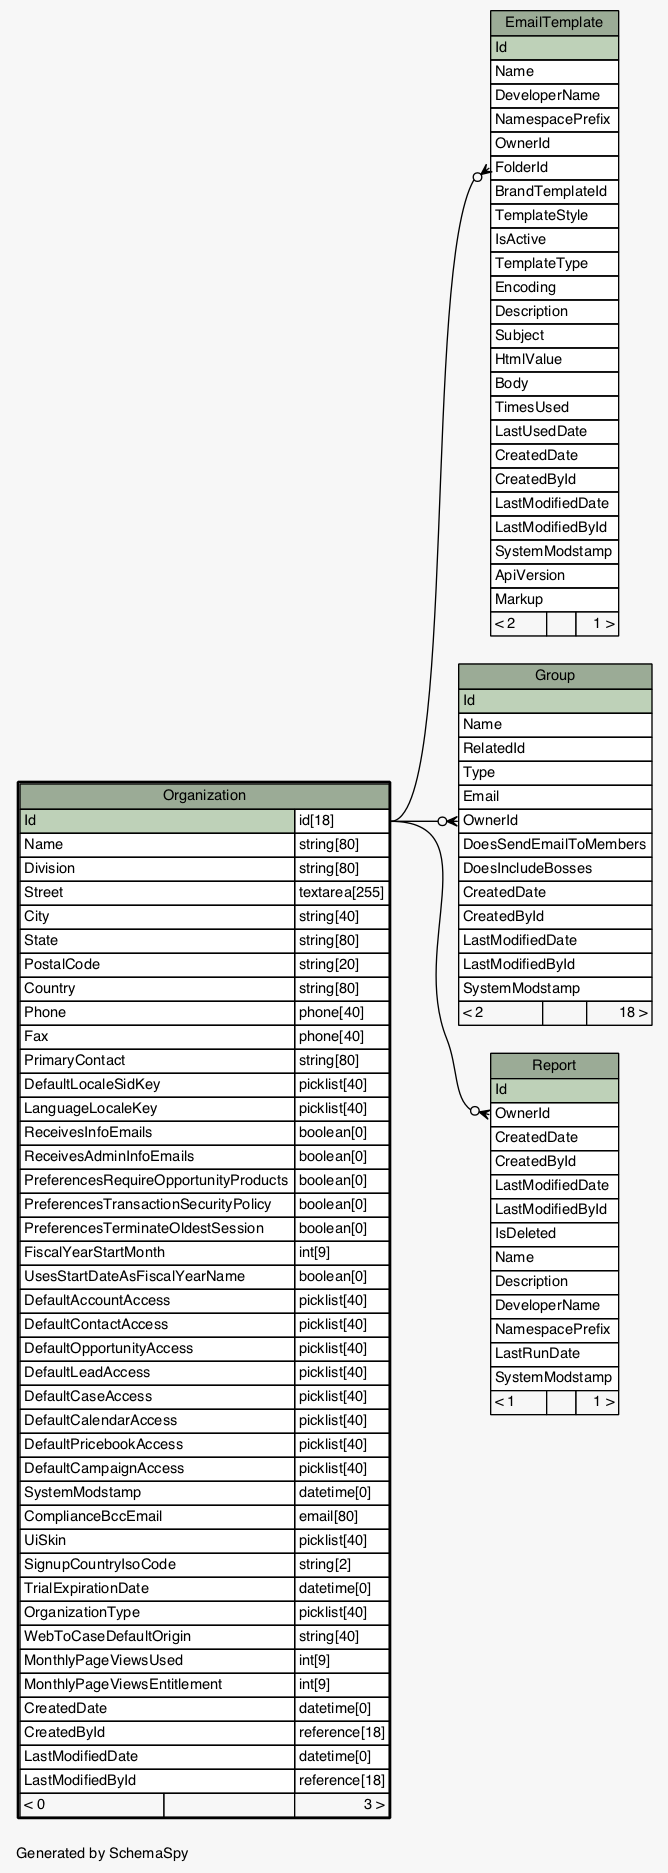 EmailTemplate
Id
Name
DeveloperName
NamespacePrefix
OwnerId
FolderId
BrandTemplateId
TemplateStyle
IsActive
TemplateType
Encoding
Description
Subject
HtmlValue
Body
TimesUsed
LastUsedDate
CreatedDate
CreatedById
LastModifiedDate
LastModifiedById
SystemModstamp
ApiVersion
Markup
< 2 1 >
Group
Id
Name
RelatedId
Type
Email
OwnerId
DoesSendEmailToMembers
DoesIncludeBosses
CreatedDate
CreatedById
LastModifiedDate
LastModifiedById
SystemModstamp
< 2 18 >
Report
Id
OwnerId
CreatedDate
CreatedById
LastModifiedDate
LastModifiedById
IsDeleted
Name
Description
DeveloperName
NamespacePrefix
LastRunDate
SystemModstamp
< 1 1 >
Organization
Id id[18]
Name string[80]
Division string[80]
Street textarea[255]
City string[40]
State string[80]
PostalCode string[20]
Country string[80]
Phone phone[40]
Fax phone[40]
PrimaryContact string[80]
DefaultLocaleSidKey picklist[40]
LanguageLocaleKey picklist[40]
ReceivesInfoEmails boolean[0]
ReceivesAdminInfoEmails boolean[0]
PreferencesRequireOpportunityProducts boolean[0]
PreferencesTransactionSecurityPolicy boolean[0]
PreferencesTerminateOldestSession boolean[0]
FiscalYearStartMonth int[9]
UsesStartDateAsFiscalYearName boolean[0]
DefaultAccountAccess picklist[40]
DefaultContactAccess picklist[40]
DefaultOpportunityAccess picklist[40]
DefaultLeadAccess picklist[40]
DefaultCaseAccess picklist[40]
DefaultCalendarAccess picklist[40]
DefaultPricebookAccess picklist[40]
DefaultCampaignAccess picklist[40]
SystemModstamp datetime[0]
ComplianceBccEmail email[80]
UiSkin picklist[40]
SignupCountryIsoCode string[2]
TrialExpirationDate datetime[0]
OrganizationType picklist[40]
WebToCaseDefaultOrigin string[40]
MonthlyPageViewsUsed int[9]
MonthlyPageViewsEntitlement int[9]
CreatedDate datetime[0]
CreatedById reference[18]
LastModifiedDate datetime[0]
LastModifiedById reference[18]
< 0 3 >
Generated by SchemaSpy